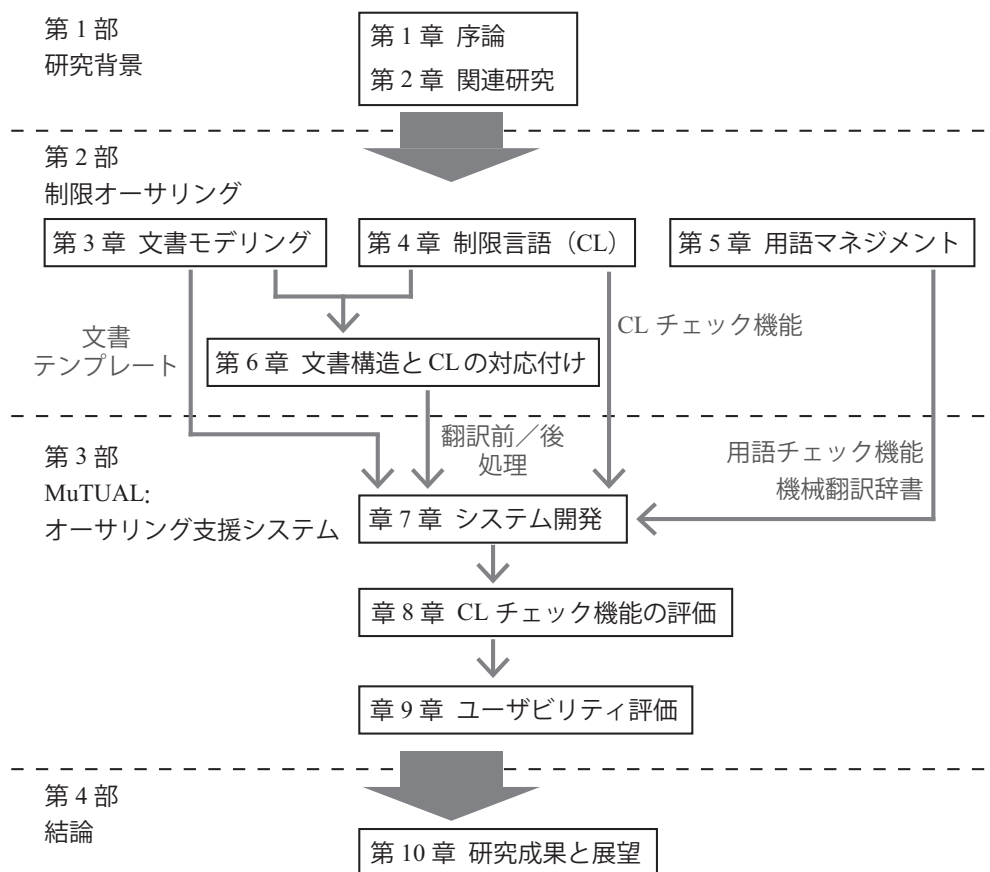 第 1 部
研究背景
第 1 章 序論
第 2 章 関連研究
第 2 部
制限オーサリング
第 3 章 文書モデリング
第 4 章 制限言語（CL）
第 5 章 用語マネジメント
文書
テンプレート
CL チェック機能
第 6 章 文書構造と CL の対応付け
翻訳前／後
処理
用語チェック機能
機械翻訳辞書
第 3 部
MuTUAL:
オーサリング支援システム
章 7 章 システム開発
章 8 章 CL チェック機能の評価
章 9 章 ユーザビリティ評価
第 4 部
結論
第 10 章 研究成果と展望